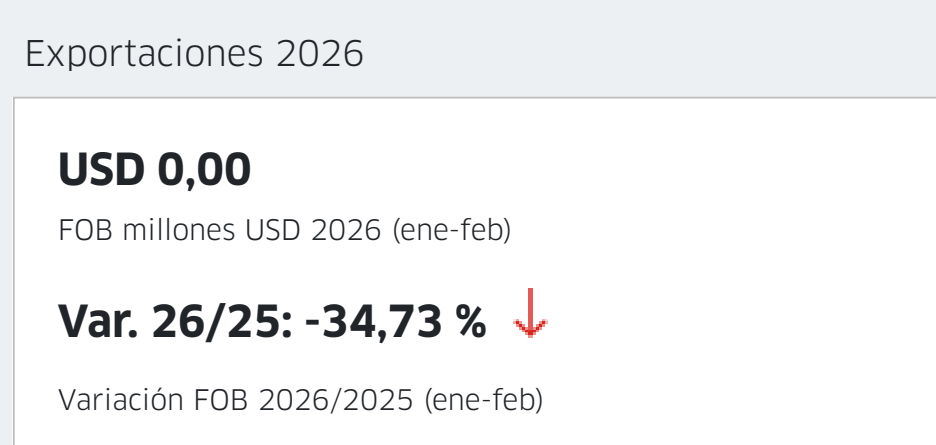 Exportaciones 2026
USD 0,00
FOB millones USD 2026 (ene-feb)
Var. 26/25: -34,73 %
Variación FOB 2026/2025 (ene-feb)